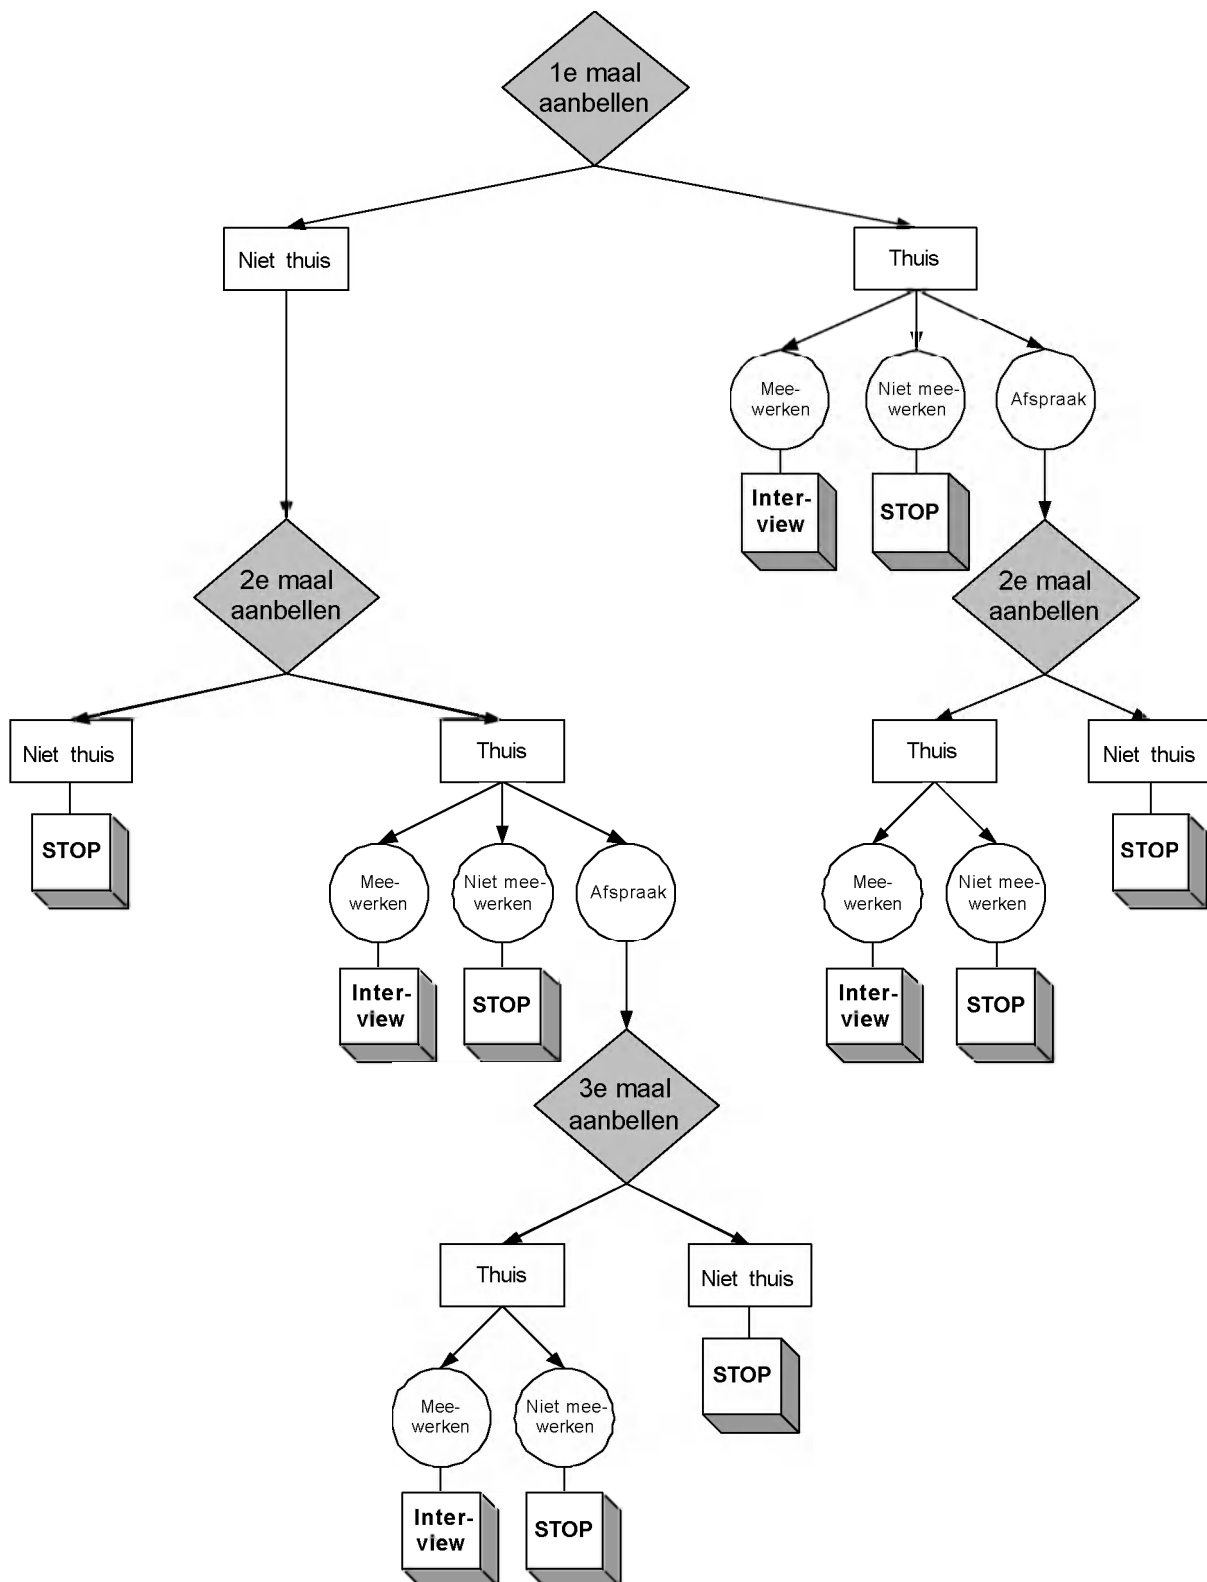 1e maal
aanbellen
Niet thuis
Thuis
Mee-
werken
Niet mee-
werken
Afspraak
Inter-
view
STOP
2e maal
aanbellen
2e maal
aanbellen
Niet thuis
Thuis
Thuis
Niet thuis
STOP
STOP
Mee-
werken
Niet mee-
werken
Afspraak
Mee-
werken
Niet mee-
werken
Inter-
view
STOP
Inter-
view
STOP
3e maal
aanbellen
Thuis
Niet thuis
STOP
Mee-
werken
Niet mee-
werken
Inter-
view
STOP